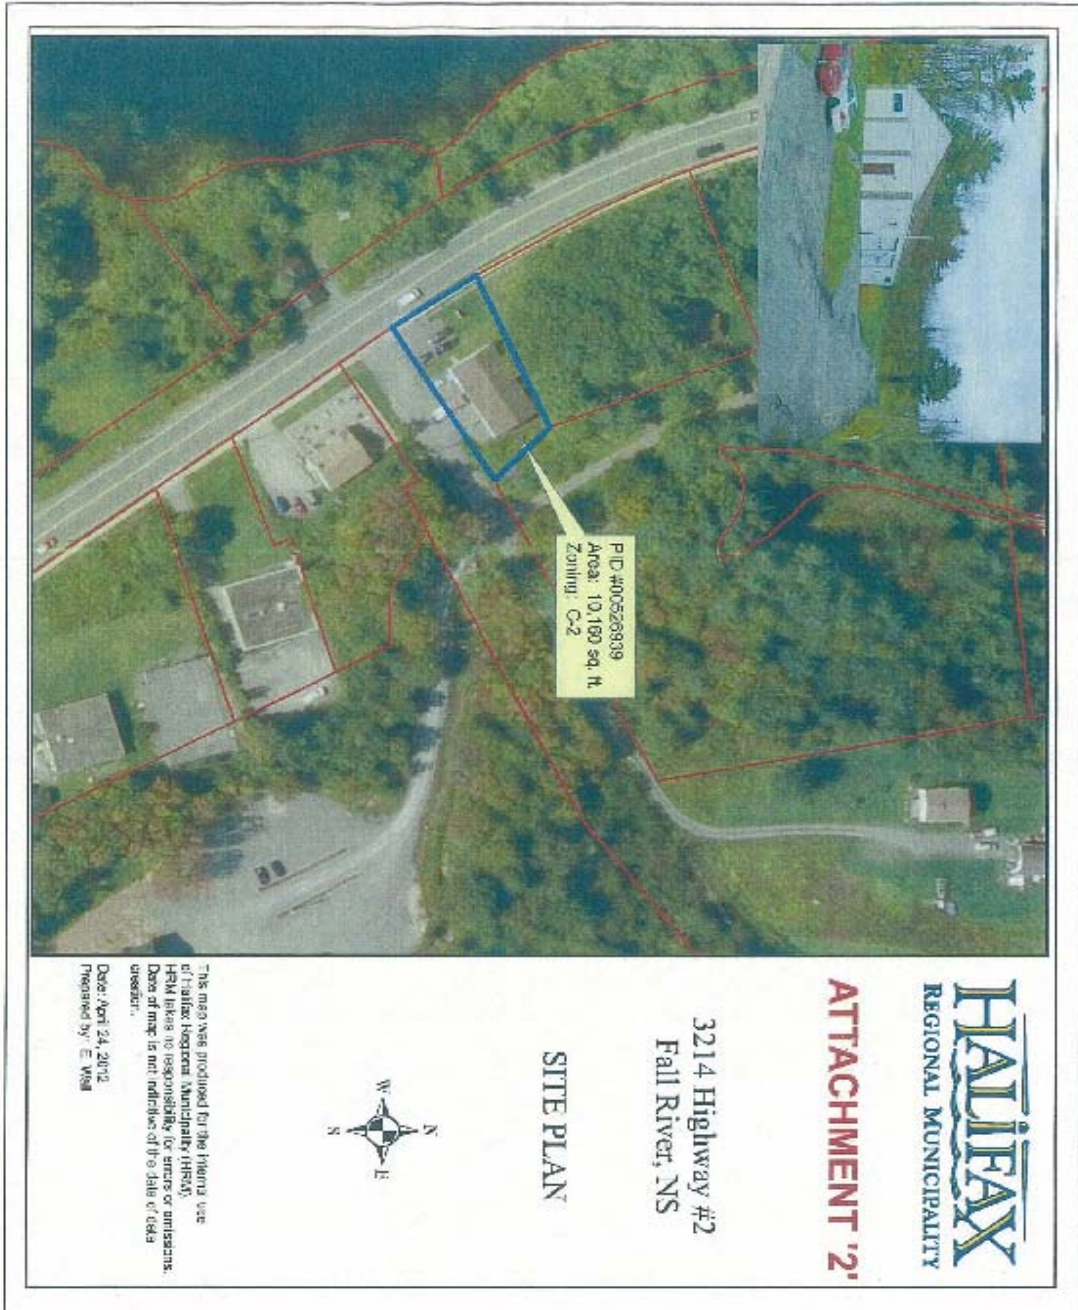 HALIFAX
REGIONAL MUNICIPALITY
ATTACHMENT '2'
3214 Highway #2
Fall River, NS
SITE PLAN
N
W
E
S
PID #00526939
Area: 10,160 sq. ft.
Zoning: C-2
This map was produced for the internal use
of Halifax Regional Municipality (HRM).
HRM takes no responsibility for errors or omissions.
Date of map is not indicative of the date of data
creation.
Date: April 24, 2012
Prepared by: E. Wall